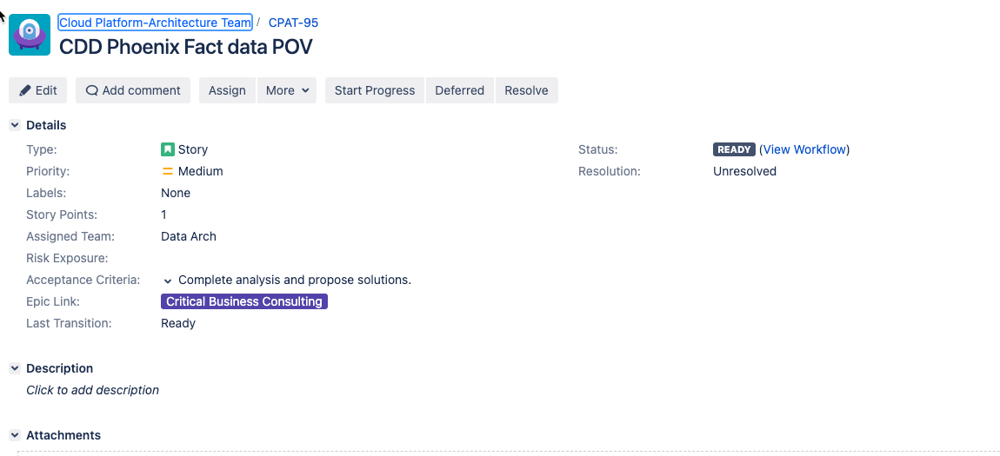 Cloud Platform-Architecture Team / CPAT-95
CDD Phoenix Fact data POV
Edit Add comment Assign More Start Progress Deferred Resolve
Details
Type: Story Status: READY (View Workflow)
Priority: Medium Resolution: Unresolved
Labels: None
Story Points: 1
Assigned Team: Data Arch
Risk Exposure:
Acceptance Criteria: Complete analysis and propose solutions.
Epic Link: Critical Business Consulting
Last Transition: Ready
Description
Click to add description
Attachments